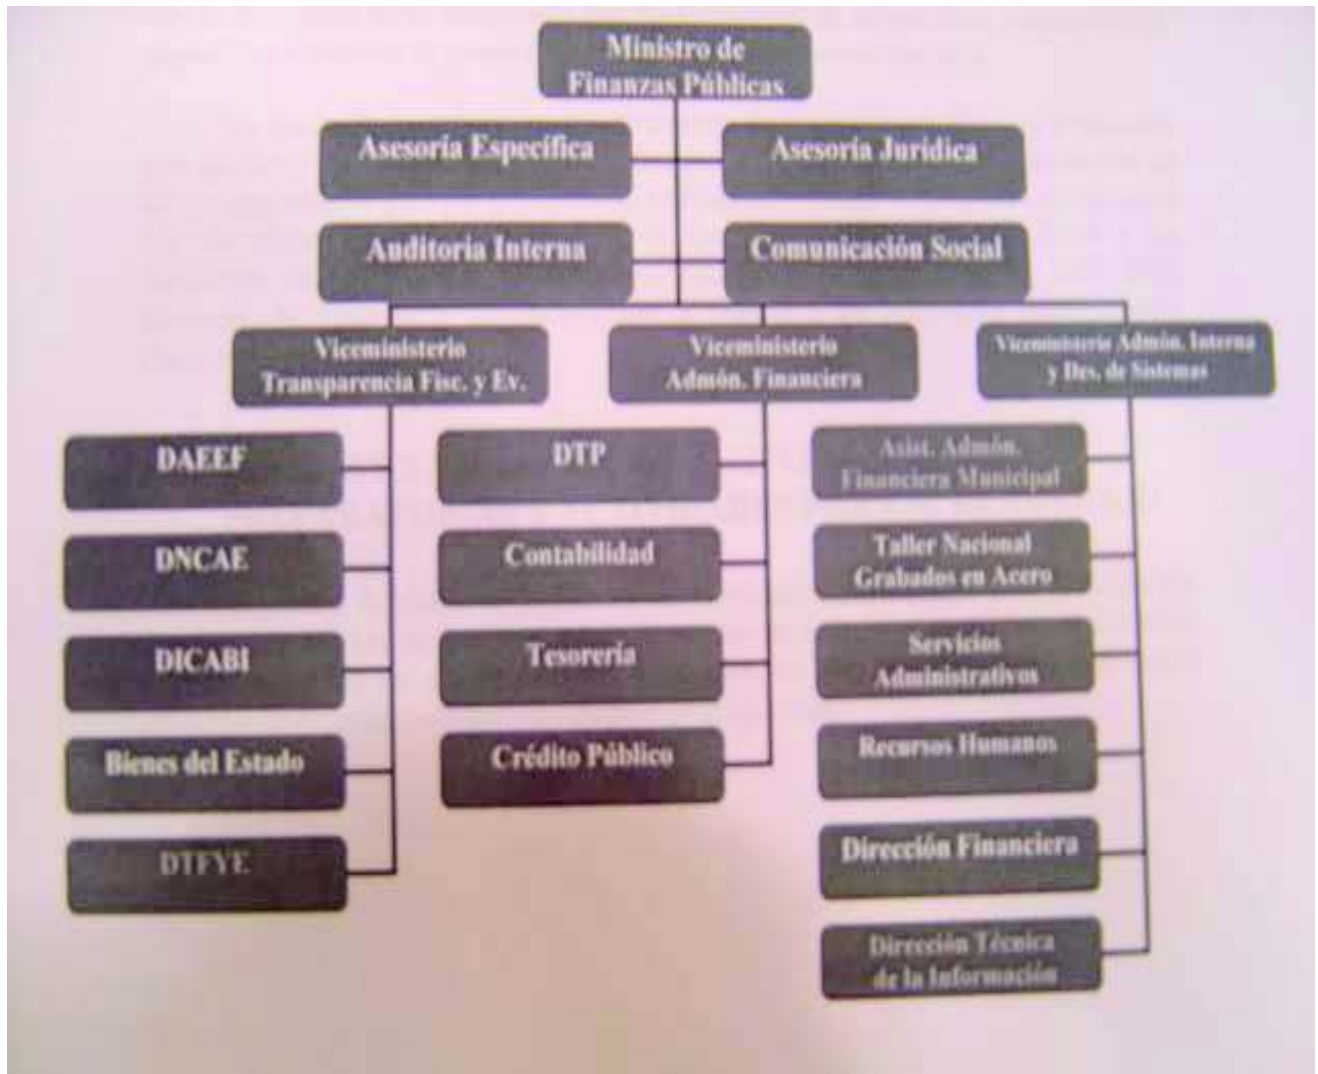 Ministro de
Finanzas Públicas
Asesoría Específica
Asesoría Jurídica
Auditoria Interna
Comunicación Social
Viceministerio
Transparencia Fisc. y Ev.
Viceministerio
Admón. Financiera
Viceministerio Admón. Interna
y Des. de Sistemas
DAEEF
DNCAE
DICABI
Bienes del Estado
DTFYE
DTP
Contabilidad
Tesorería
Crédito Público
Asist. Admón.
Financiera Municipal
Taller Nacional
Grabados en Acero
Servicios
Administrativos
Recursos Humanos
Dirección Financiera
Dirección Técnica
de la Información